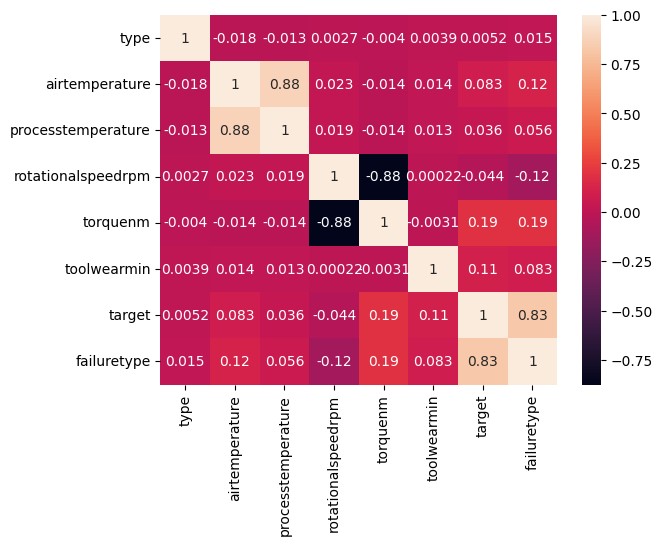 type 1 -0.018 -0.013 0.0027 -0.004 0.0039 0.0052 0.015
airtemperature -0.018 1 0.88 0.023 -0.014 0.014 0.083 0.12
processtemperature -0.013 0.88 1 0.019 -0.014 0.013 0.036 0.056
rotationalspeedrpm 0.0027 0.023 0.019 1 -0.88 0.00022 -0.044 -0.12
torquenm -0.004 -0.014 -0.014 -0.88 1 -0.0031 0.19 0.19
toolwearmin 0.0039 0.014 0.013 0.00022 -0.0031 1 0.11 0.083
target 0.0052 0.083 0.036 -0.044 0.19 0.11 1 0.83
failuretype 0.015 0.12 0.056 -0.12 0.19 0.083 0.83 1
type
airtemperature
processtemperature
rotationalspeedrpm
torquenm
toolwearmin
target
failuretype
1.00
0.75
0.50
0.25
0.00
−0.25
−0.50
−0.75